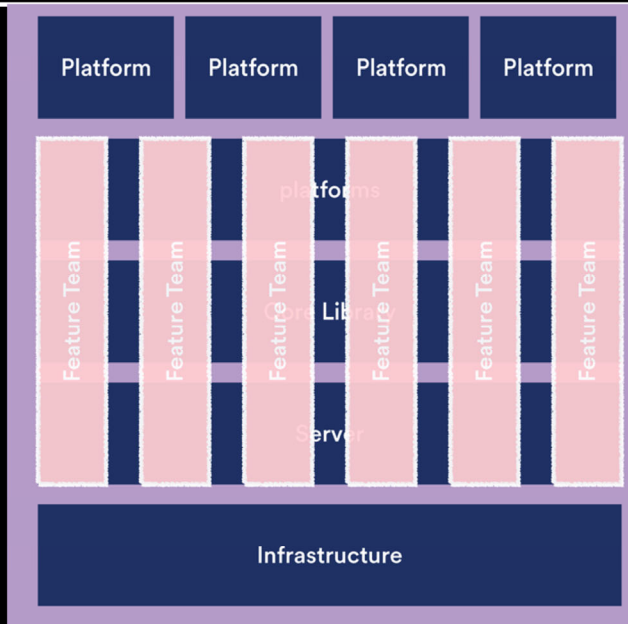 Platform Platform Platform Platform
platforms
Feature Team Feature Team Feature Team Feature Team Feature Team Feature Team
Core Library
Server
Infrastructure